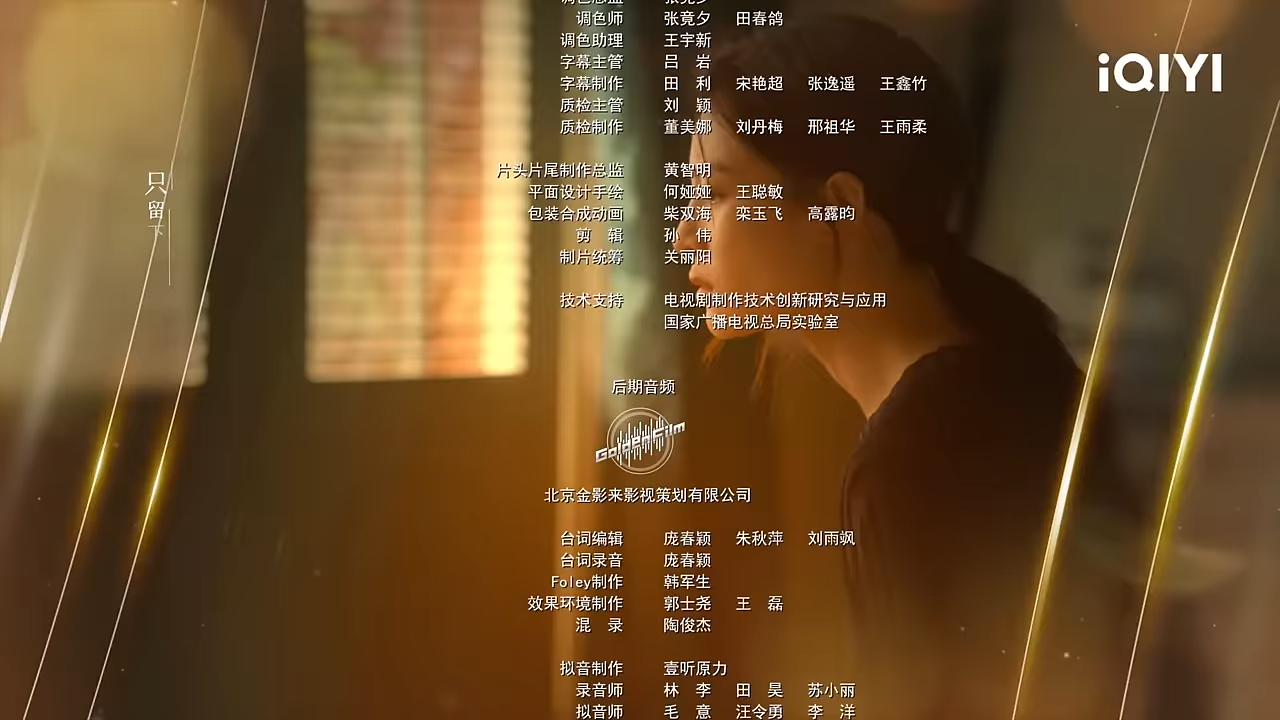 调色师 张竟夕 田春鸽
调色助理 王宇新
字幕主管 吕 岩
字幕制作 田 利 宋艳超 张逸遥 王鑫竹
质检主管 刘 颖
质检制作 董美娜 刘丹梅 邢祖华 王雨柔
片头片尾制作总监 黄智明
平面设计手绘 何娅娅 王聪敏
包装合成动画 柴双海 栾玉飞 高露昀
剪 辑 孙 伟
制片统筹 关丽阳
技术支持 电视剧制作技术创新研究与应用
国家广播电视总局实验室
后期音频
GoldenFilm
北京金影来影视策划有限公司
台词编辑 庞春颖 朱秋萍 刘雨飒
台词录音 庞春颖
Foley制作 韩军生
效果环境制作 郭士尧 王 磊
混 录 陶俊杰
拟音制作 壹听原力
录音师 林 李 田 昊 苏小丽
拟音师 毛 意 汪令勇 李 洋
只留下
iQIYI